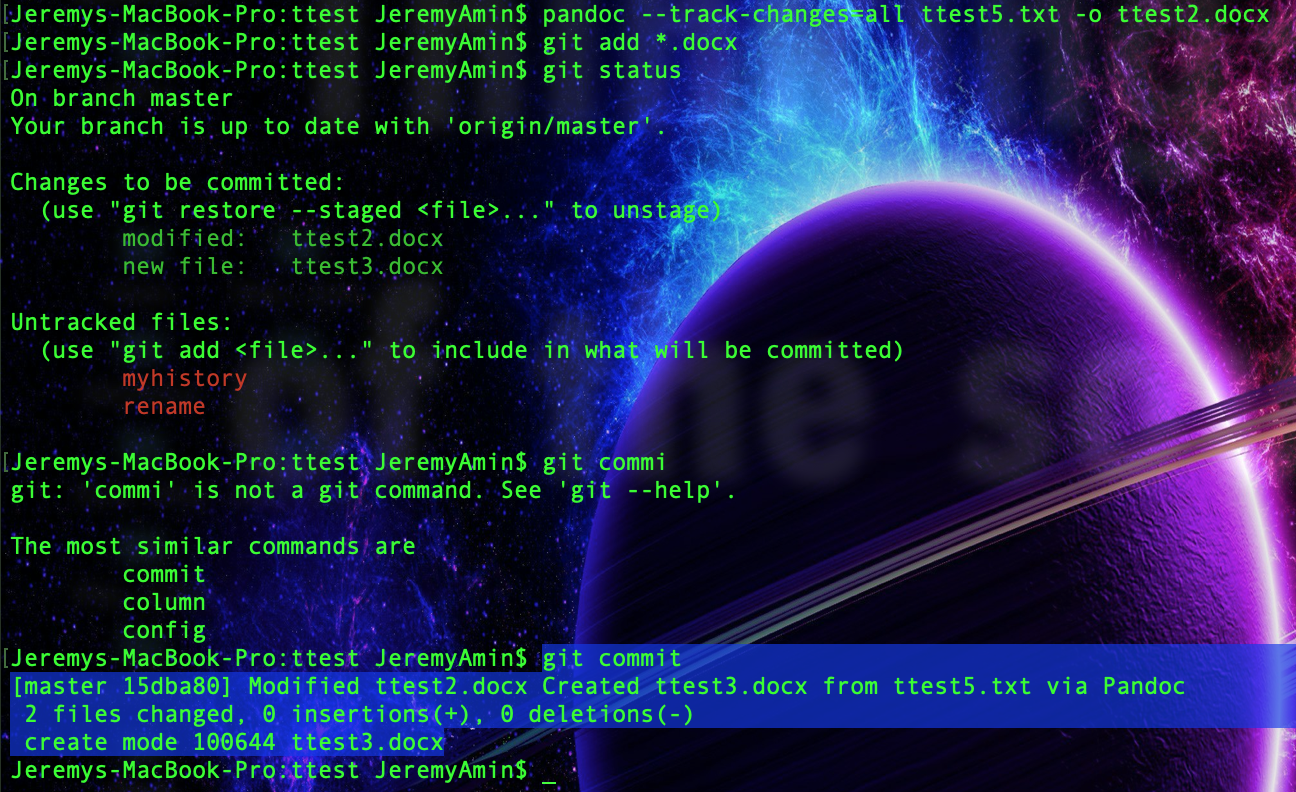 [Jeremys-MacBook-Pro:ttest JeremyAmin$ pandoc --track-changes=all ttest5.txt -o ttest2.docx
[Jeremys-MacBook-Pro:ttest JeremyAmin$ git add *.docx
[Jeremys-MacBook-Pro:ttest JeremyAmin$ git status
On branch master
Your branch is up to date with 'origin/master'.

Changes to be committed:
  (use "git restore --staged <file>..." to unstage)
        modified:   ttest2.docx
        new file:   ttest3.docx

Untracked files:
  (use "git add <file>..." to include in what will be committed)
        myhistory
        rename

[Jeremys-MacBook-Pro:ttest JeremyAmin$ git commi
git: 'commi' is not a git command. See 'git --help'.

The most similar commands are
        commit
        column
        config
[Jeremys-MacBook-Pro:ttest JeremyAmin$ git commit
[master 15dba80] Modified ttest2.docx Created ttest3.docx from ttest5.txt via Pandoc
 2 files changed, 0 insertions(+), 0 deletions(-)
 create mode 100644 ttest3.docx
Jeremys-MacBook-Pro:ttest JeremyAmin$ _